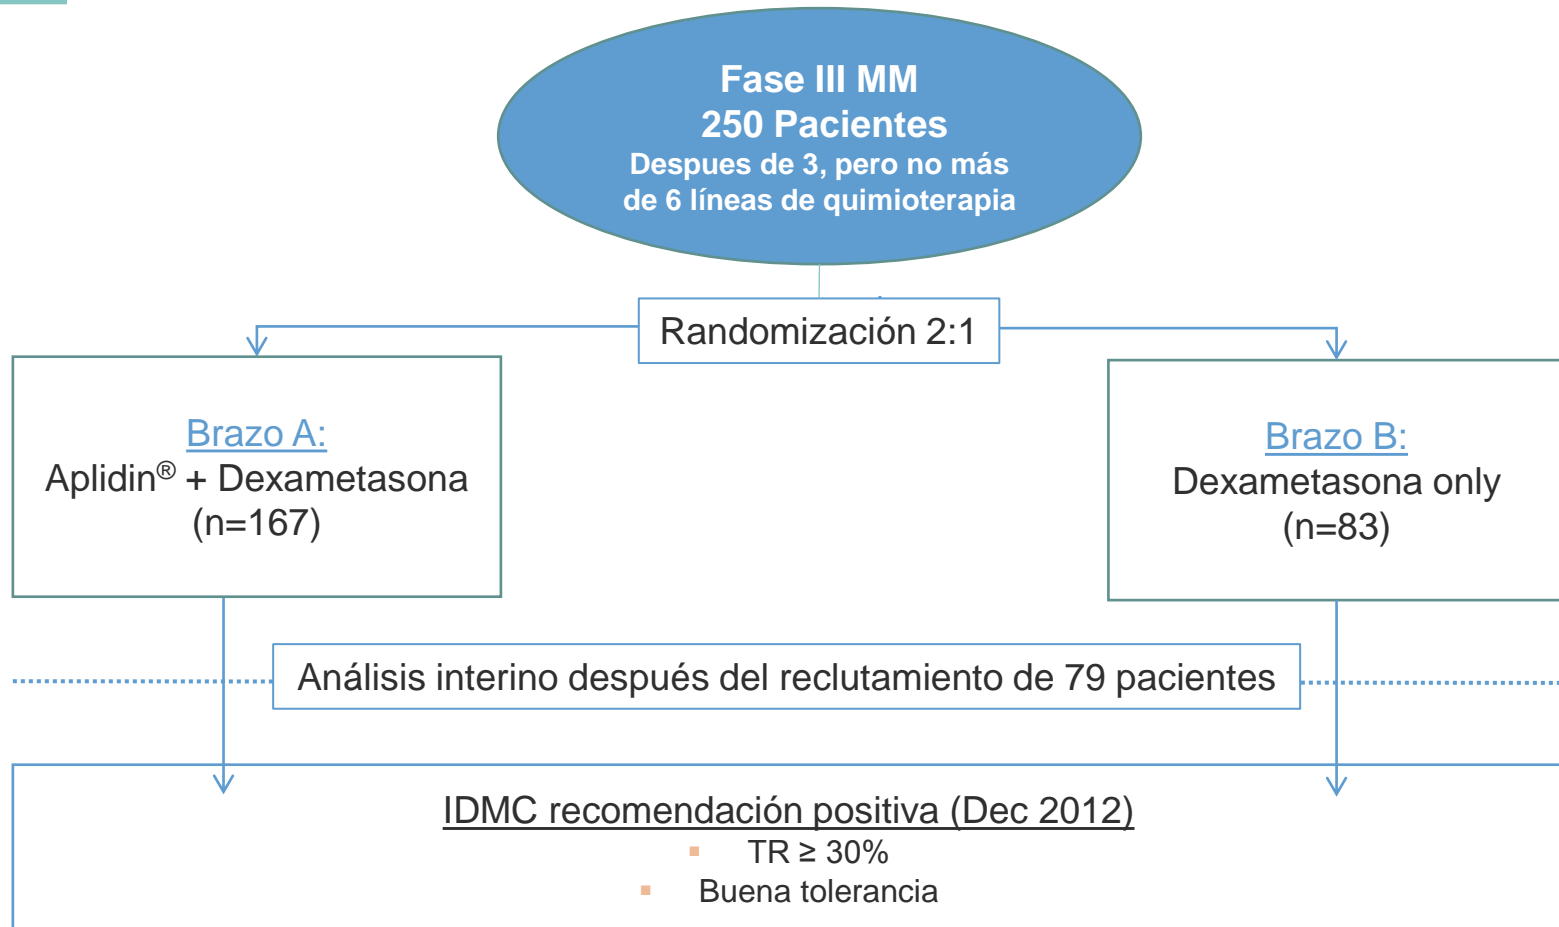 Fase III MM
250 Pacientes
Despues de 3, pero no más
de 6 líneas de quimioterapia
Randomización 2:1
Brazo A:
Aplidin® + Dexametasona
(n=167)
Brazo B:
Dexametasona only
(n=83)
Análisis interino después del reclutamiento de 79 pacientes
IDMC recomendación positiva (Dec 2012)
▪ TR ≥ 30%
▪ Buena tolerancia